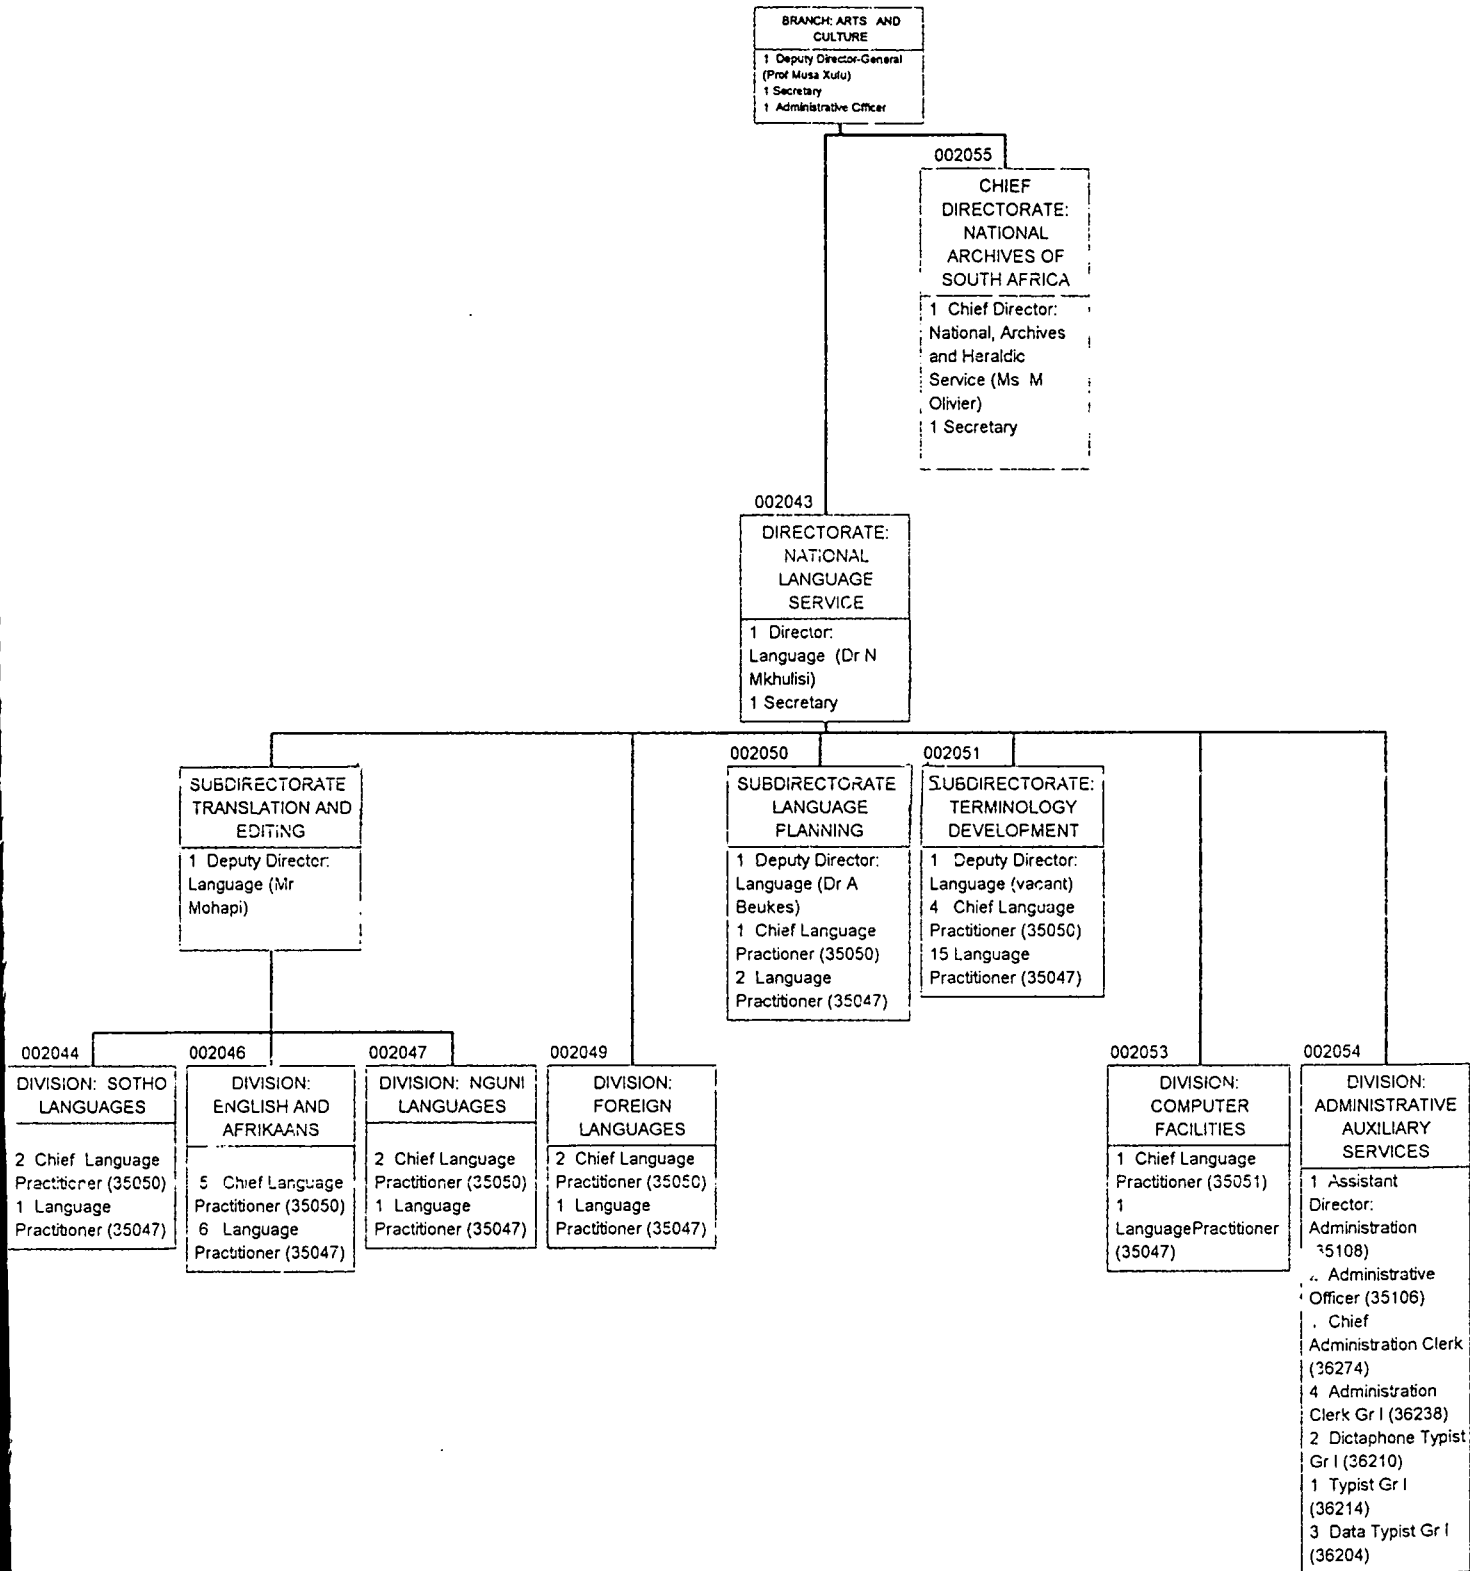 BRANCH: ARTS AND
CULTURE
1 Deputy Director-General
(Prof Musa Xulu)
1 Secretary
1 Administrative Officer
002055
CHIEF
DIRECTORATE:
NATIONAL
ARCHIVES OF
SOUTH AFRICA
1 Chief Director:
National, Archives
and Heraldic
Service (Ms M
Olivier)
1 Secretary
002043
DIRECTORATE:
NATIONAL
LANGUAGE
SERVICE
1 Director:
Language (Dr N
Mkhulisi)
1 Secretary
SUBDIRECTORATE
TRANSLATION AND
EDITING
1 Deputy Director:
Language (Mr
Mohapi)
002050
SUBDIRECTORATE
LANGUAGE
PLANNING
1 Deputy Director:
Language (Dr A
Beukes)
1 Chief Language
Practioner (35050)
2 Language
Practitioner (35047)
002051
SUBDIRECTORATE:
TERMINOLOGY
DEVELOPMENT
1 Deputy Director:
Language (vacant)
4 Chief Language
Practitioner (35050)
15 Language
Practitioner (35047)
002044
DIVISION: SOTHO
LANGUAGES
2 Chief Language
Practitioner (35050)
1 Language
Practitioner (35047)
002046
DIVISION:
ENGLISH AND
AFRIKAANS
5 Chief Language
Practitioner (35050)
6 Language
Practitioner (35047)
002047
DIVISION: NGUNI
LANGUAGES
2 Chief Language
Practitioner (35050)
1 Language
Practitioner (35047)
002049
DIVISION:
FOREIGN
LANGUAGES
2 Chief Language
Practitioner (35050)
1 Language
Practitioner (35047)
002053
DIVISION:
COMPUTER
FACILITIES
1 Chief Language
Practitioner (35051)
1
LanguagePractitioner
(35047)
002054
DIVISION:
ADMINISTRATIVE
AUXILIARY
SERVICES
1 Assistant
Director:
Administration
35108)
Administrative
Officer (35106)
Chief
Administration Clerk
(36274)
4 Administration
Clerk Gr I (36238)
2 Dictaphone Typist
Gr I (36210)
1 Typist Gr I
(36214)
3 Data Typist Gr I
(36204)